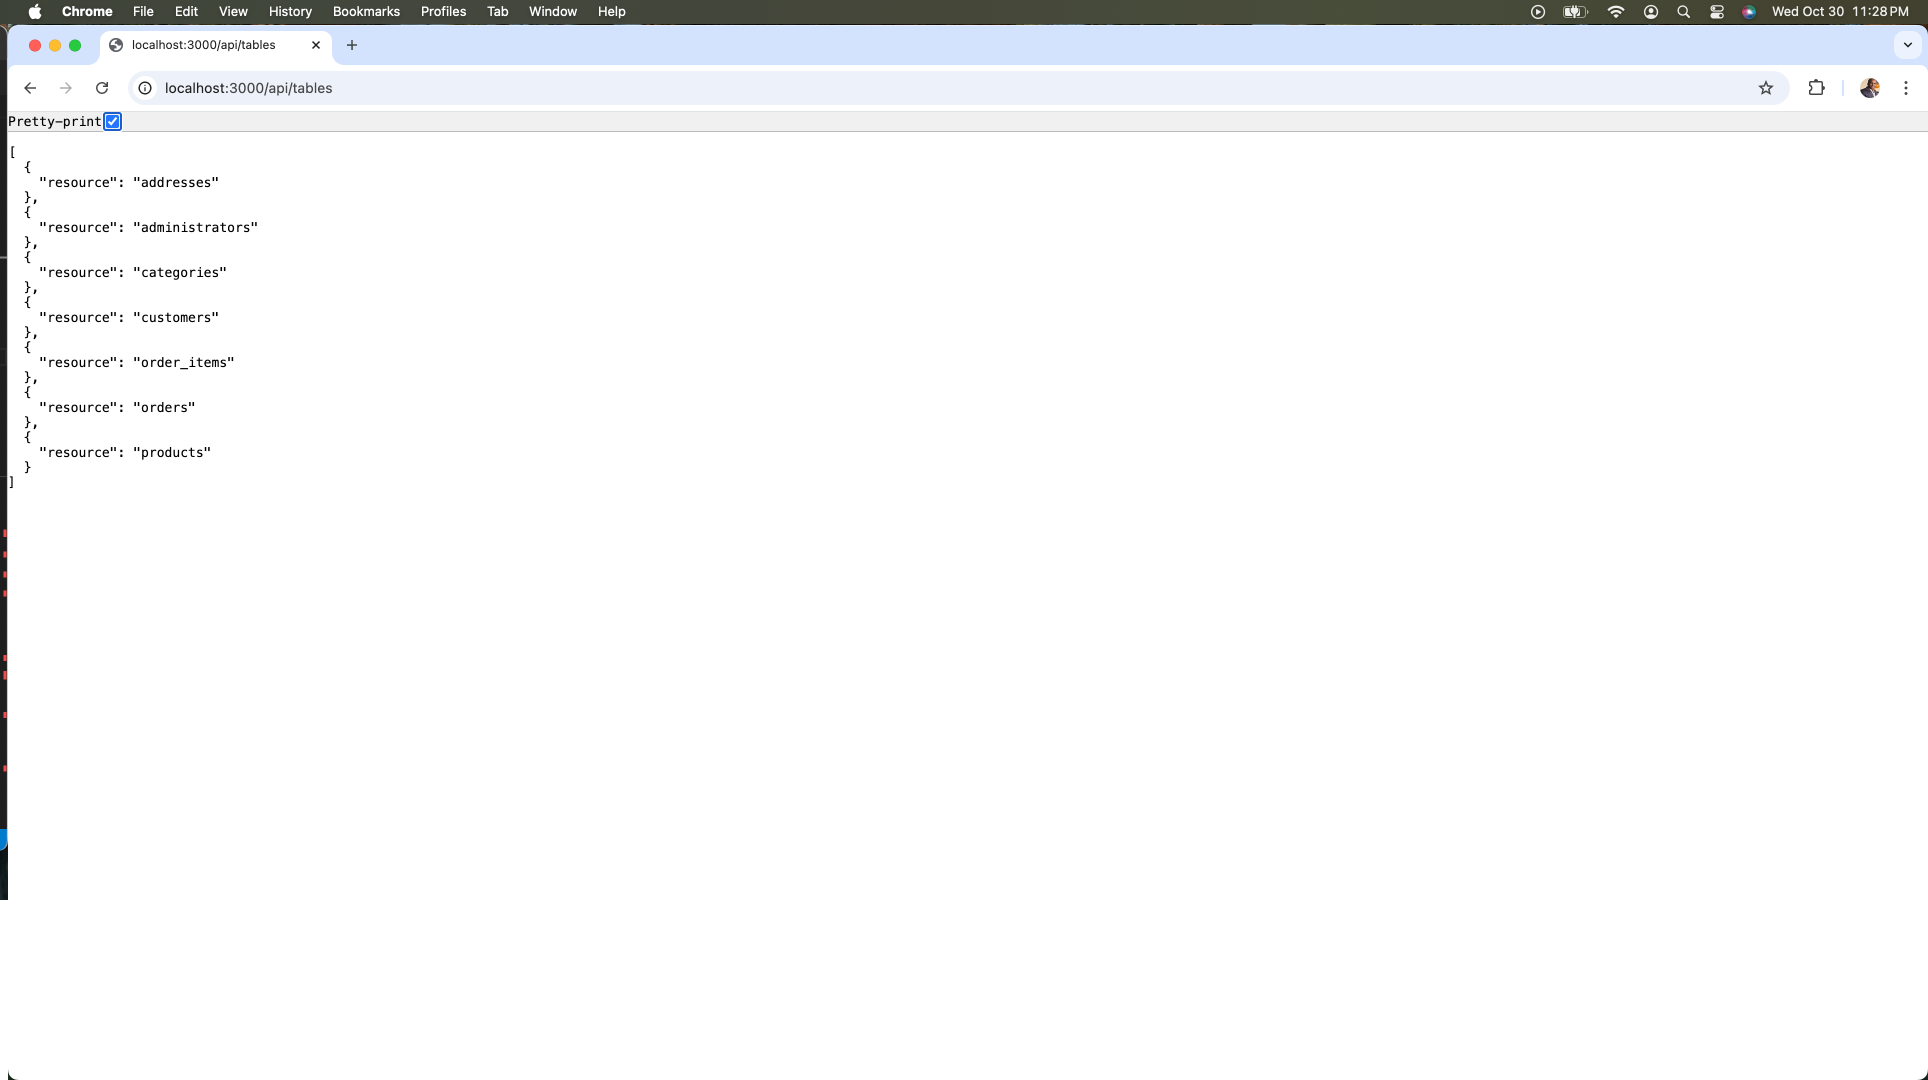 Chrome File Edit View History Bookmarks Profiles Tab Window Help Wed Oct 30 11:28 PM
localhost:3000/api/tables
localhost:3000/api/tables
Pretty-print
[
  {
    "resource": "addresses"
  },
  {
    "resource": "administrators"
  },
  {
    "resource": "categories"
  },
  {
    "resource": "customers"
  },
  {
    "resource": "order_items"
  },
  {
    "resource": "orders"
  },
  {
    "resource": "products"
  }
]